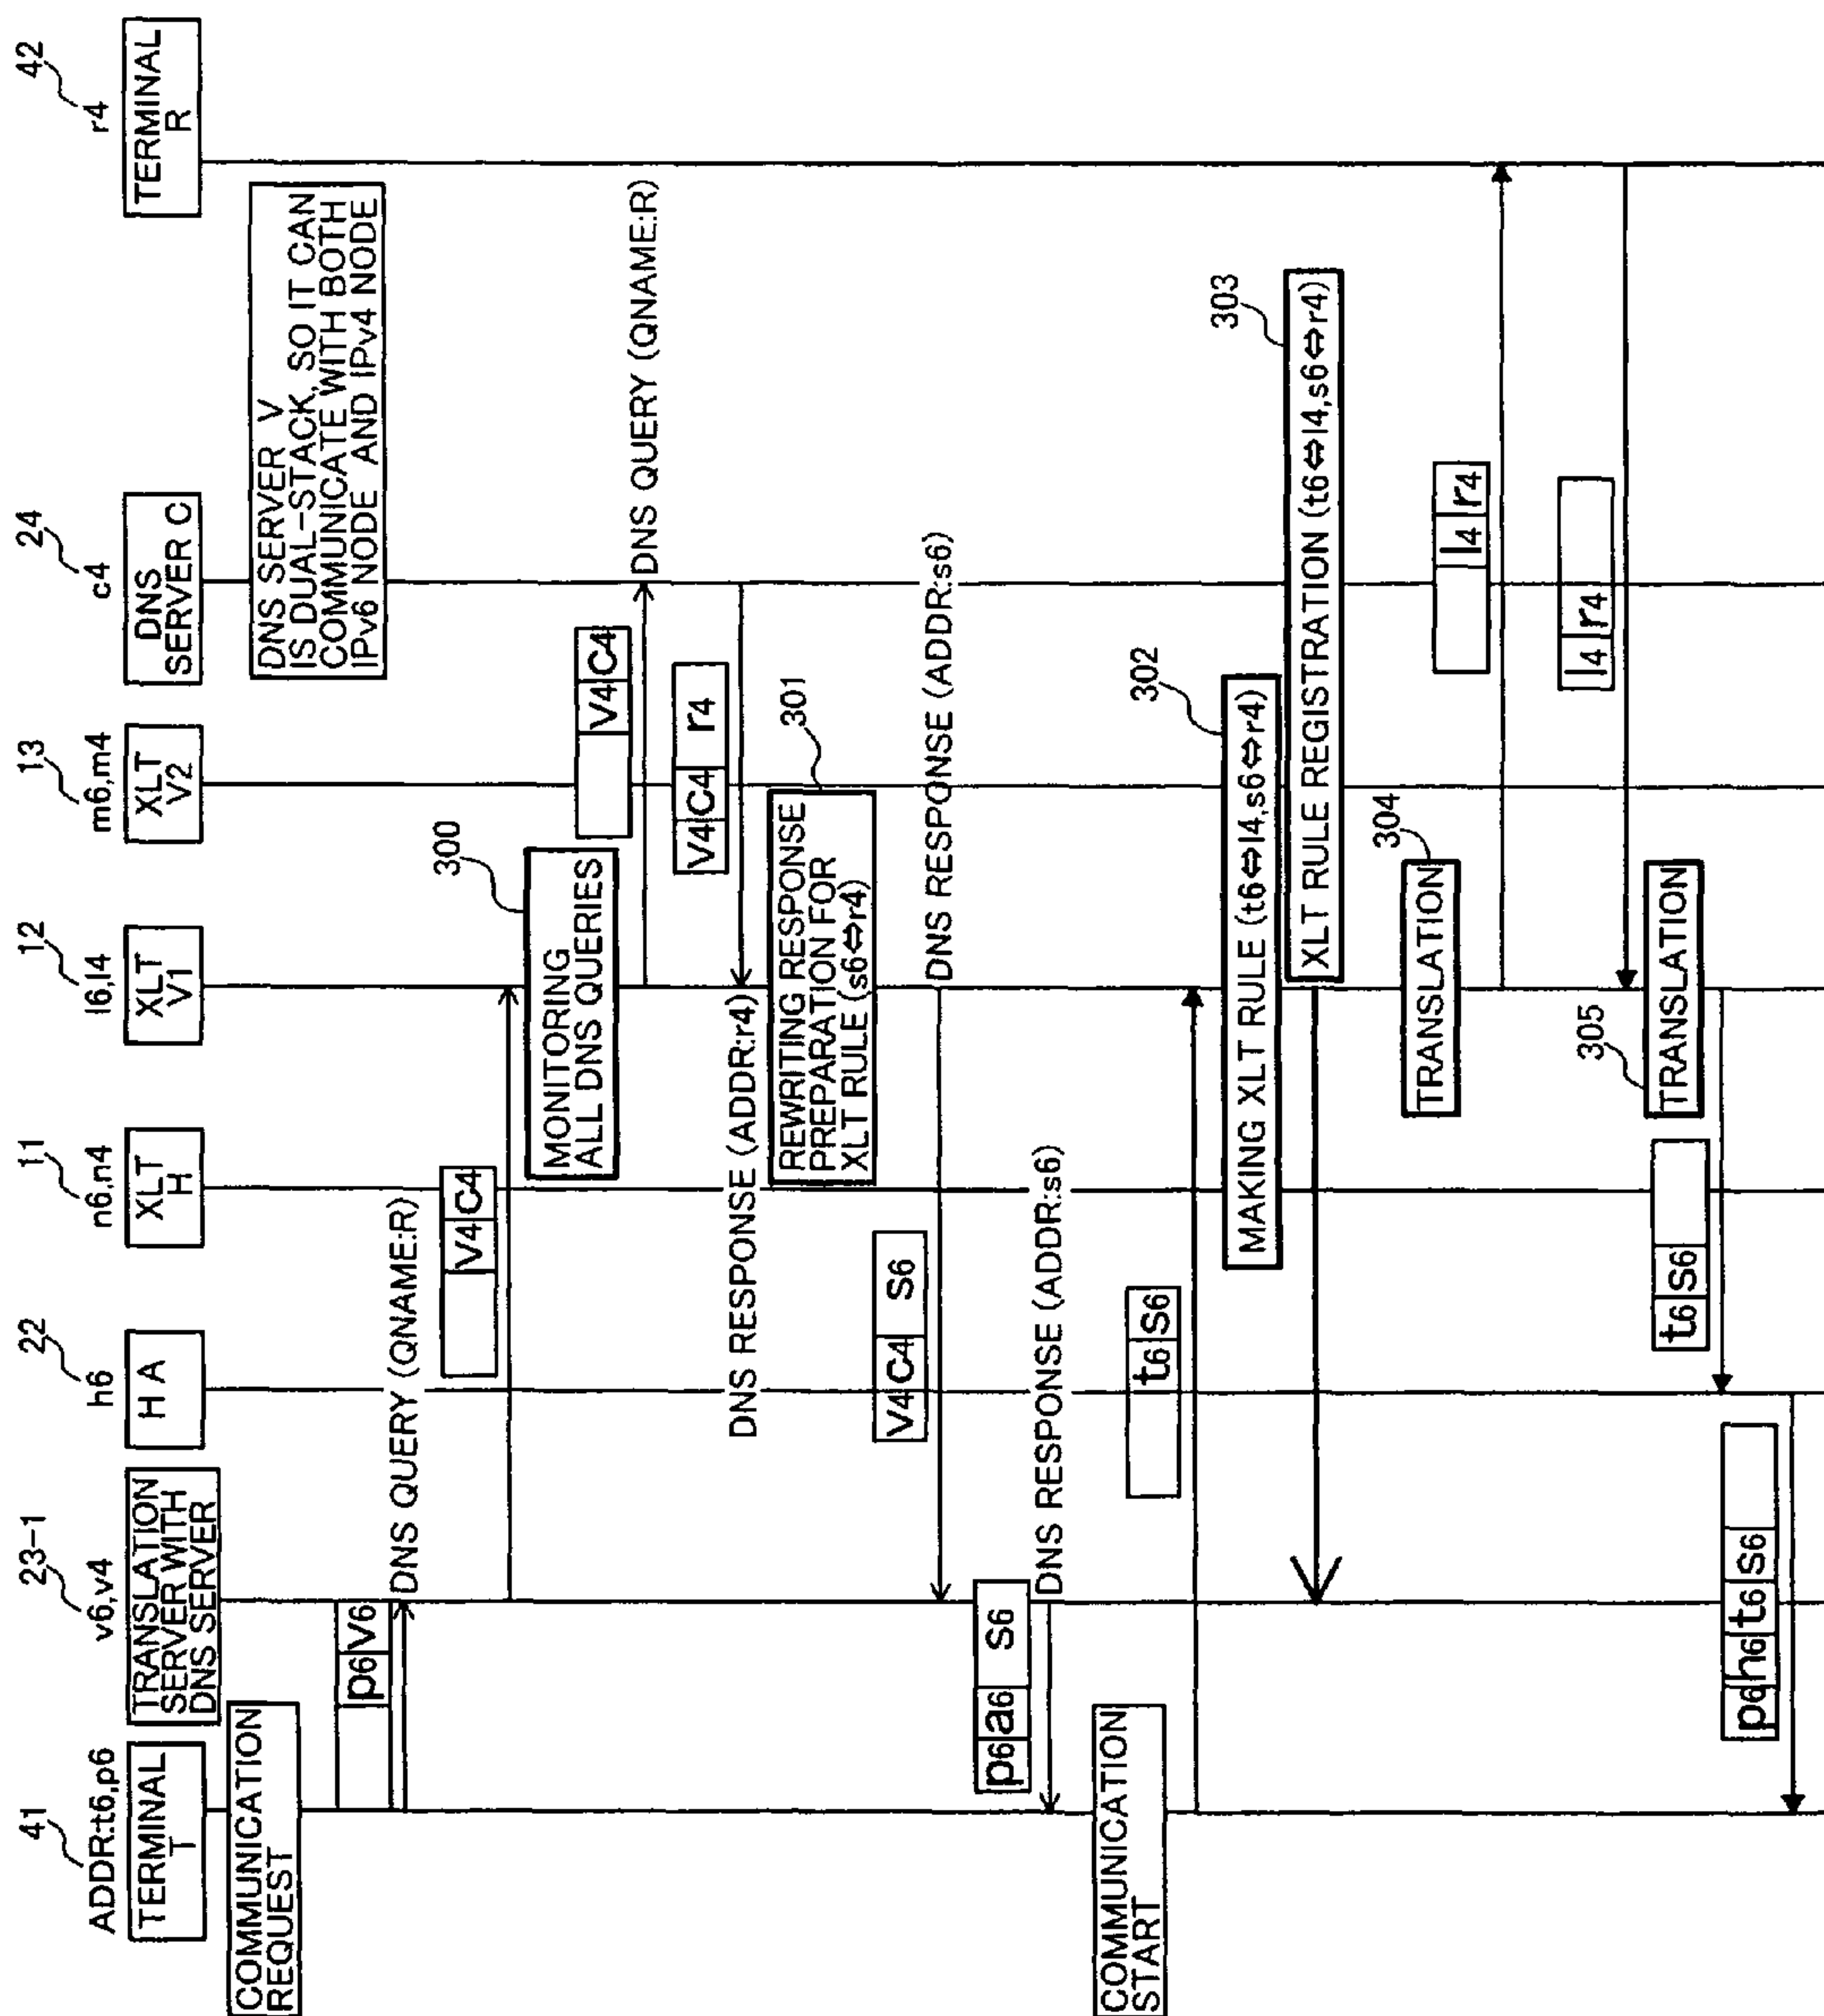 41
ADDR:t6,p6
TERMINAL
T
23-1
v6,v4
TRANSLATION
SERVER WITH
DNS SERVER
22
h6
H A
11
n6,n4
XLT
H
12
l6,l4
XLT
V1
13
m6,m4
XLT
V2
24
c4
DNS
SERVER C
42
r4
TERMINAL
R
COMMUNICATION
REQUEST
DNS SERVER V
IS DUAL-STACK, SO IT CAN
COMMUNICATE WITH BOTH
IPv6 NODE AND IPv4 NODE
p6 v6
DNS QUERY (QNAME:R)
V4 C4
300
MONITORING
ALL DNS QUERIES
V4 C4
DNS QUERY (QNAME:R)
V4 C4 r4
DNS RESPONSE (ADDR:r4)
301
REWRITING RESPONSE
PREPARATION FOR
XLT RULE (s6⇔r4)
V4 C4 s6
DNS RESPONSE (ADDR:s6)
p6 a6 s6
DNS RESPONSE (ADDR:s6)
COMMUNICATION
START
t6 s6
302
MAKING XLT RULE (t6⇔l4,s6⇔r4)
303
XLT RULE REGISTRATION (t6⇔l4,s6⇔r4)
304
TRANSLATION
l4 r4
l4 r4
305
TRANSLATION
t6 s6
p6 h6 t6 s6